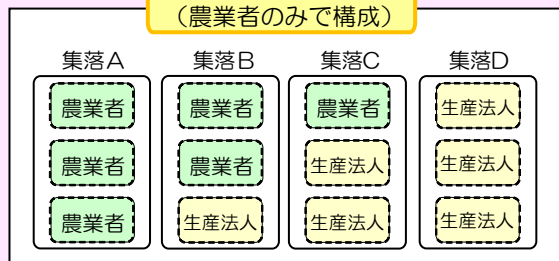 （農業者のみで構成）
集落A 集落B 集落C 集落D
農業者 農業者 農業者 生産法人
農業者 農業者 生産法人 生産法人
農業者 生産法人 生産法人 生産法人